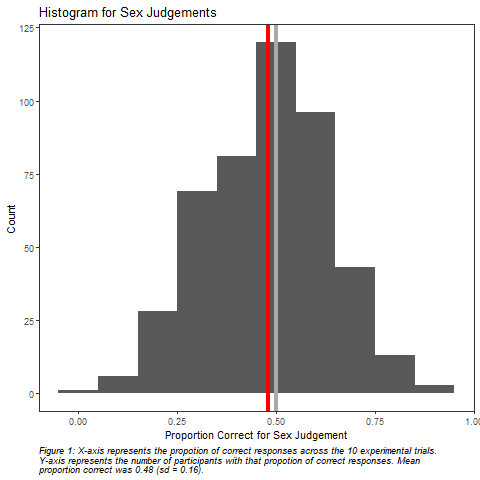 Histogram for Sex Judgements
125
100
75
50
25
0
Count
0.00 0.25 0.50 0.75 1.00
Proportion Correct for Sex Judgement
Figure 1: X-axis represents the propotion of correct responses across the 10 experimental trials.
Y-axis represents the number of participants with that propotion of correct responses. Mean
proportion correct was 0.48 (sd = 0.16).